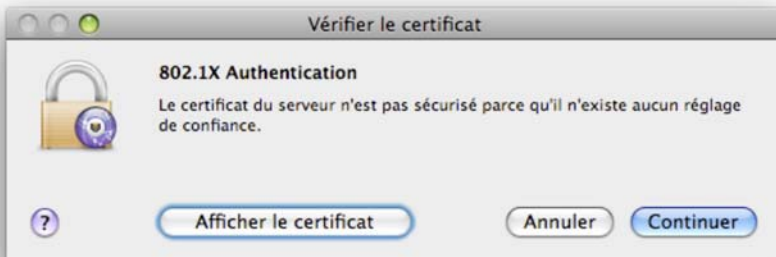 Vérifier le certificat
802.1X Authentication
Le certificat du serveur n'est pas sécurisé parce qu'il n'existe aucun réglage
de confiance.
?
Afficher le certificat
Annuler
Continuer